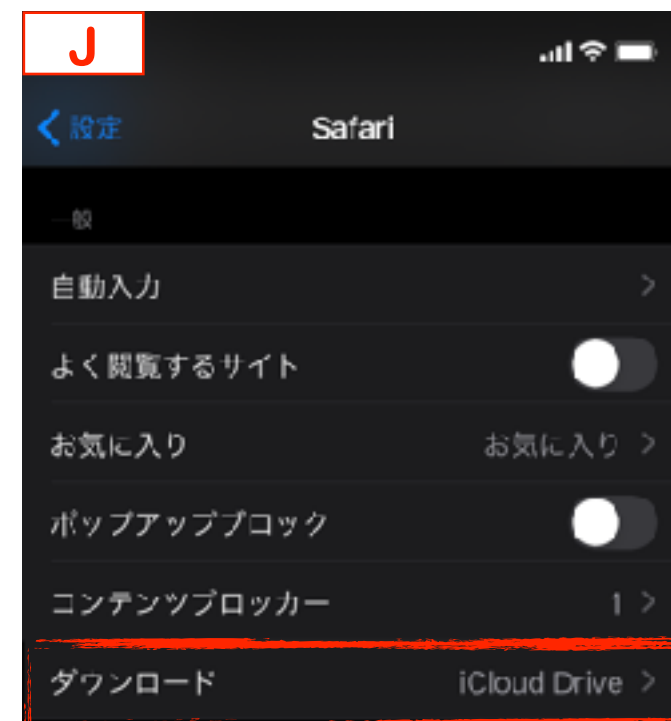 J
設定 Safari
一般
自動入力
よく閲覧するサイト
お気に入り お気に入り
ポップアップブロック
コンテンツブロッカー 1
ダウンロード iCloud Drive